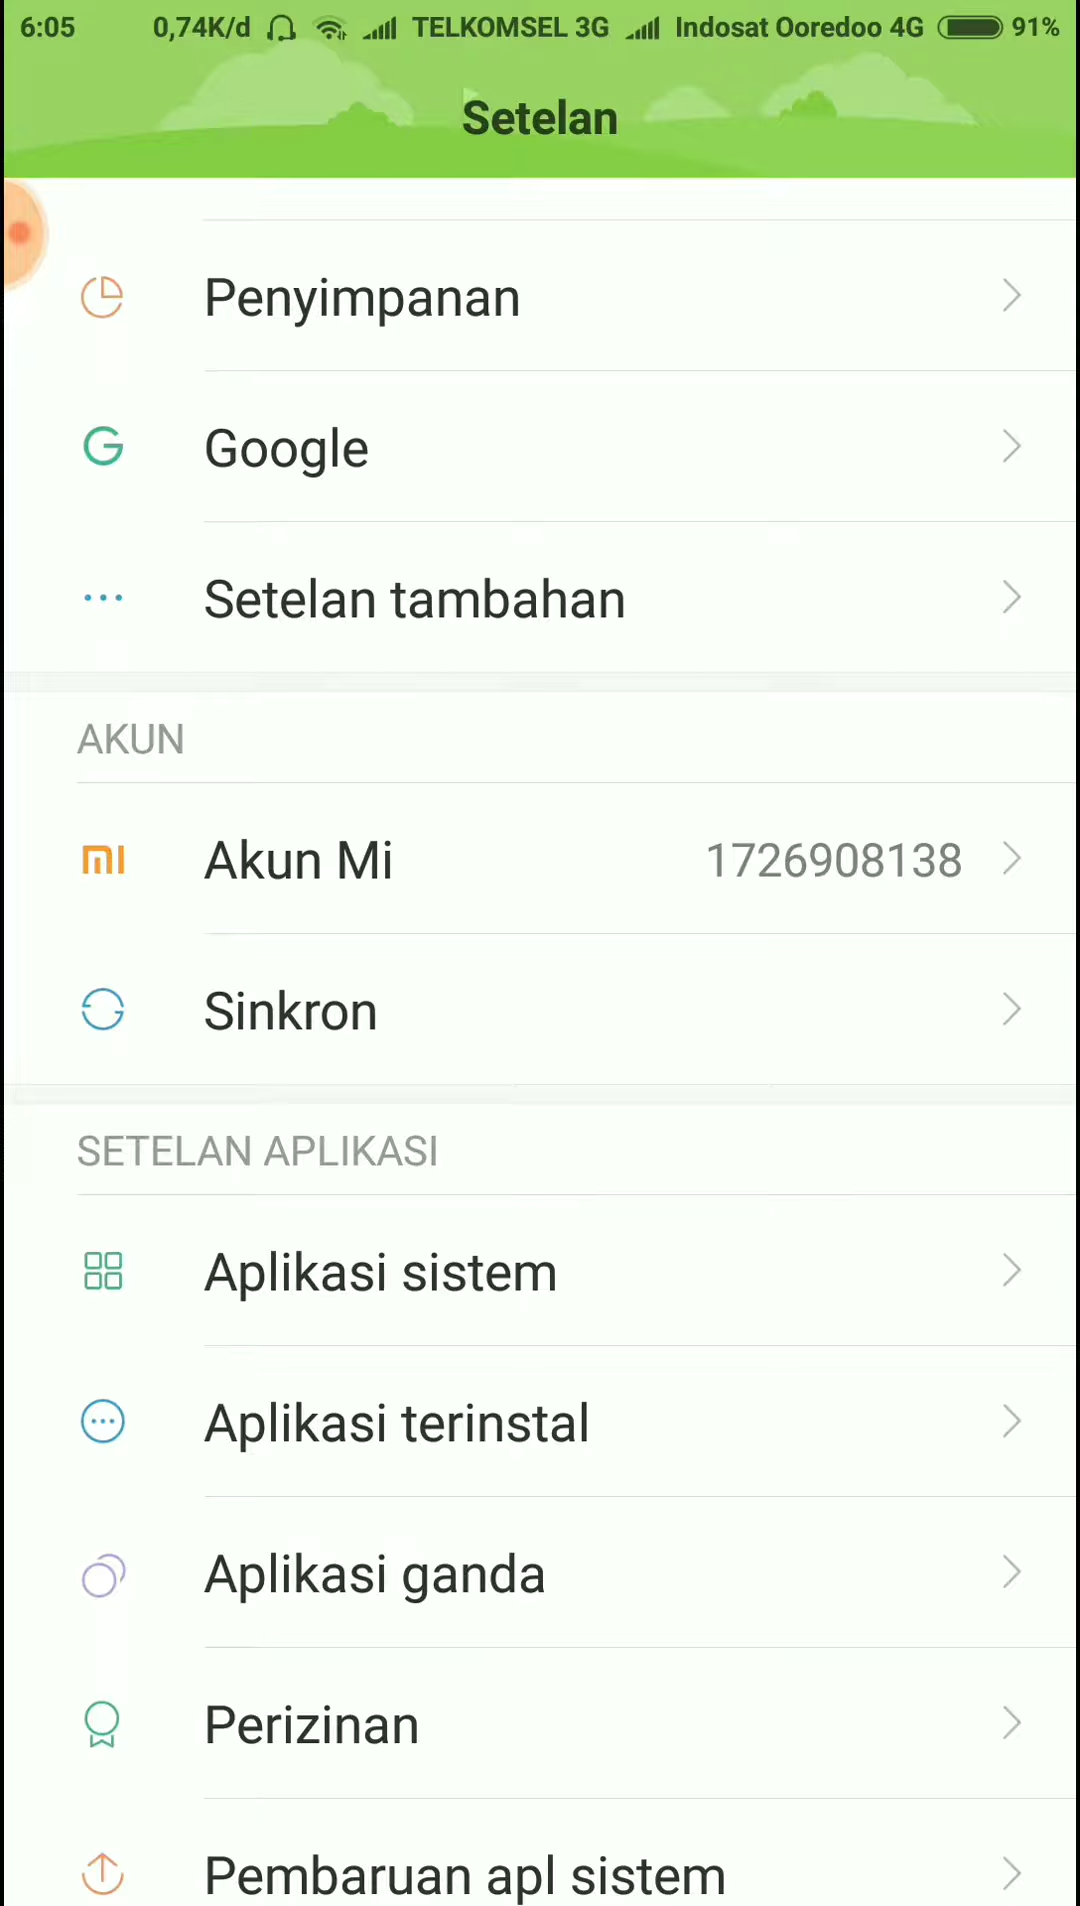 6:05 0,74K/d TELKOMSEL 3G Indosat Ooredoo 4G 91%
Setelan
Penyimpanan
Google
Setelan tambahan
AKUN
Akun Mi 1726908138
Sinkron
SETELAN APLIKASI
Aplikasi sistem
Aplikasi terinstal
Aplikasi ganda
Perizinan
Pembaruan apl sistem